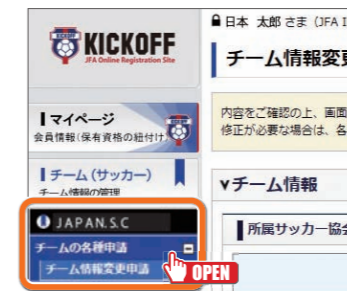 KICKOFF
JFA Online Registration Site
マイページ
会員情報(保有資格の紐付け
チーム(サッカー)
チーム情報の管理
JAPAN.S.C
チームの各種申請
チーム情報変更申請
OPEN
日本 太郎 さま (JFA I
チーム情報変
内容をご確認の上、画面
修正が必要な場合は、各
チーム情報
所属サッカー協